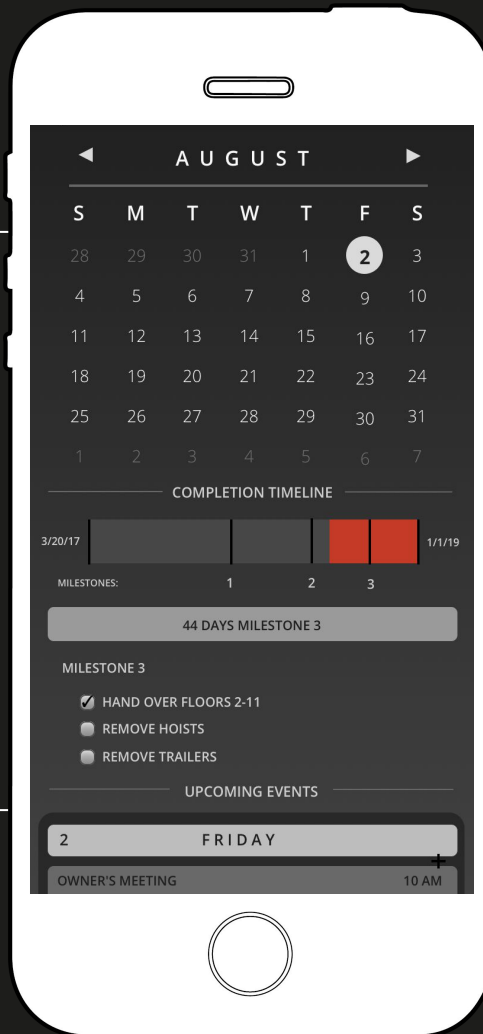 ◀ AUGUST ▶
S M T W T F S
28 29 30 31 1 2 3
4 5 6 7 8 9 10
11 12 13 14 15 16 17
18 19 20 21 22 23 24
25 26 27 28 29 30 31
1 2 3 4 5 6 7
COMPLETION TIMELINE
3/20/17 1/1/19
MILESTONES: 1 2 3
44 DAYS MILESTONE 3
MILESTONE 3
HAND OVER FLOORS 2-11
REMOVE HOISTS
REMOVE TRAILERS
UPCOMING EVENTS
2 FRIDAY
+
OWNER'S MEETING 10 AM